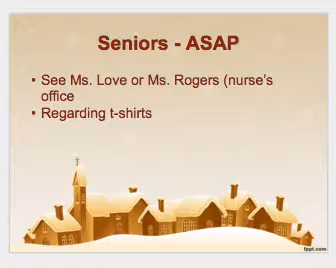 Seniors - ASAP
• See Ms. Love or Ms. Rogers (nurse's
office
• Regarding t-shirts
fppt.com